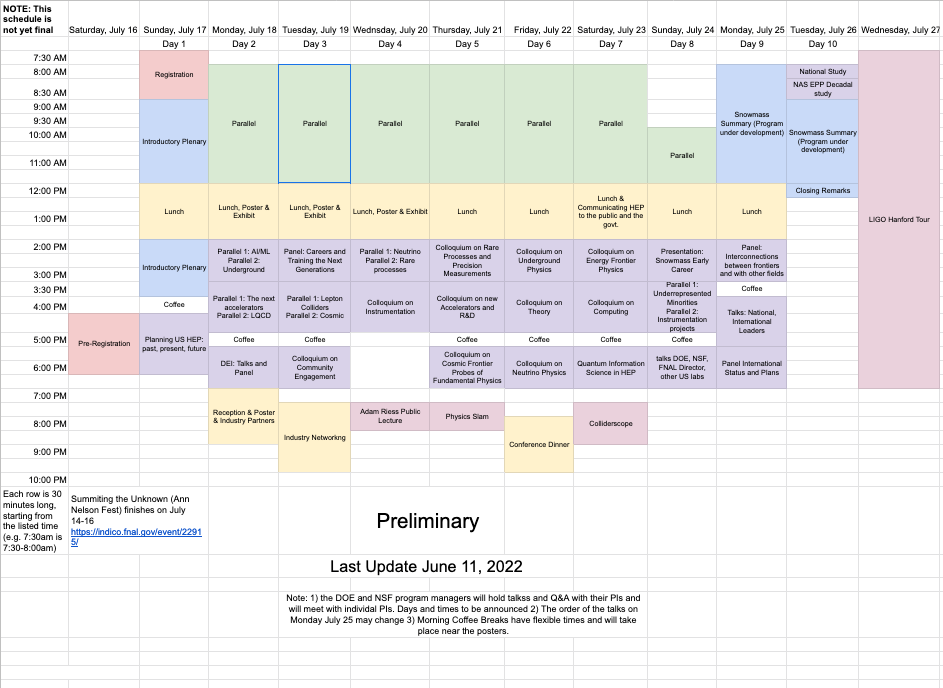 NOTE: This
schedule is
not yet final
Saturday, July 16
Sunday, July 17
Monday, July 18
Tuesday, July 19
Wednesday, July 20
Thursday, July 21
Friday, July 22
Saturday, July 23
Sunday, July 24
Monday, July 25
Tuesday, July 26
Wednesday, July 27
Day 1
Day 2
Day 3
Day 4
Day 5
Day 6
Day 7
Day 8
Day 9
Day 10
7:30 AM
8:00 AM
8:30 AM
9:00 AM
9:30 AM
10:00 AM
11:00 AM
12:00 PM
1:00 PM
2:00 PM
3:00 PM
3:30 PM
4:00 PM
5:00 PM
6:00 PM
7:00 PM
8:00 PM
9:00 PM
10:00 PM
Pre-Registration
Registration
Introductory Plenary
Lunch
Introductory Plenary
Coffee
Planning US HEP:
past, present, future
Parallel
Lunch, Poster &
Exhibit
Parallel 1: AI/ML
Parallel 2:
Underground
Parallel 1: The next
accelerators
Parallel 2: LQCD
Coffee
DEI: Talks and
Panel
Reception & Poster
& Industry Partners
Parallel
Lunch, Poster &
Exhibit
Panel: Careers and
Training the Next
Generations
Parallel 1: Lepton
Colliders
Parallel 2: Cosmic
Coffee
Colloquium on
Community
Engagement
Industry Networkng
Parallel
Lunch, Poster & Exhibit
Parallel 1: Neutrino
Parallel 2: Rare
processes
Colloquium on
Instrumentation
Adam Riess Public
Lecture
Parallel
Lunch
Colloquium on Rare
Processes and
Precision
Measurements
Colloquium on new
Accelerators and
R&D
Coffee
Colloquium on
Cosmic Frontier
Probes of
Fundamental Physics
Physics Slam
Parallel
Lunch
Colloquium on
Underground
Physics
Colloquium on
Theory
Coffee
Colloquium on
Neutrino Physics
Conference Dinner
Parallel
Lunch &
Communicating HEP
to the public and the
govt.
Colloquium on
Energy Frontier
Physics
Colloquium on
Computing
Coffee
Quantum Information
Science in HEP
Colliderscope
Parallel
Lunch
Presentation:
Snowmass Early
Career
Parallel 1:
Underrepresented
Minorities
Parallel 2:
Instrumentation
projects
Coffee
talks DOE, NSF,
FNAL Director,
other US labs
Snowmass
Summary (Program
under development)
Lunch
Panel:
Interconnections
between frontiers
and with other fields
Coffee
Talks: National,
International
Leaders
Panel International
Status and Plans
National Study
NAS EPP Decadal
study
Snowmass Summary
(Program under
development)
Closing Remarks
LIGO Hanford Tour
Each row is 30
minutes long,
starting from
the listed time
(e.g. 7:30am is
7:30-8:00am)
Summiting the Unknown (Ann
Nelson Fest) finishes on July
14-16
https://indico.fnal.gov/event/2291
5/
Preliminary
Last Update June 11, 2022
Note: 1) the DOE and NSF program managers will hold talkss and Q&A with their PIs and
will meet with individal PIs. Days and times to be announced 2) The order of the talks on
Monday July 25 may change 3) Morning Coffee Breaks have flexible times and will take
place near the posters.